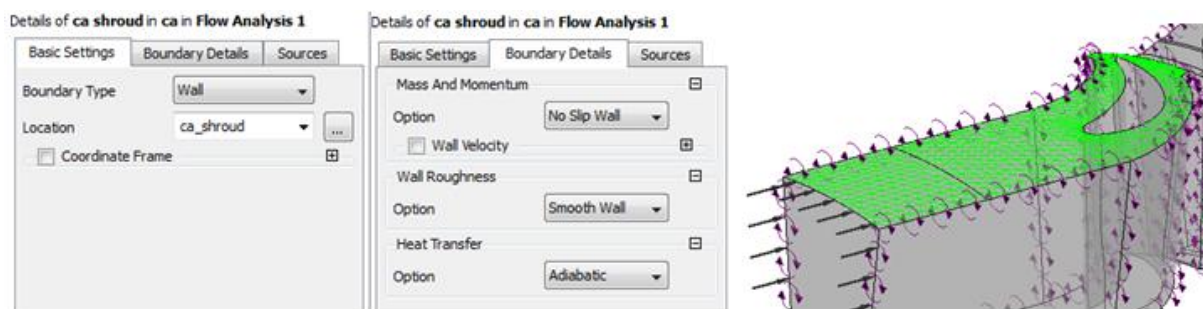 Details of ca shroud in ca in Flow Analysis 1
Basic Settings Boundary Details Sources
Boundary Type Wall
Location ca_shroud ...
Coordinate Frame
Details of ca shroud in ca in Flow Analysis 1
Basic Settings Boundary Details Sources
Mass And Momentum
Option No Slip Wall
Wall Velocity
Wall Roughness
Option Smooth Wall
Heat Transfer
Option Adiabatic